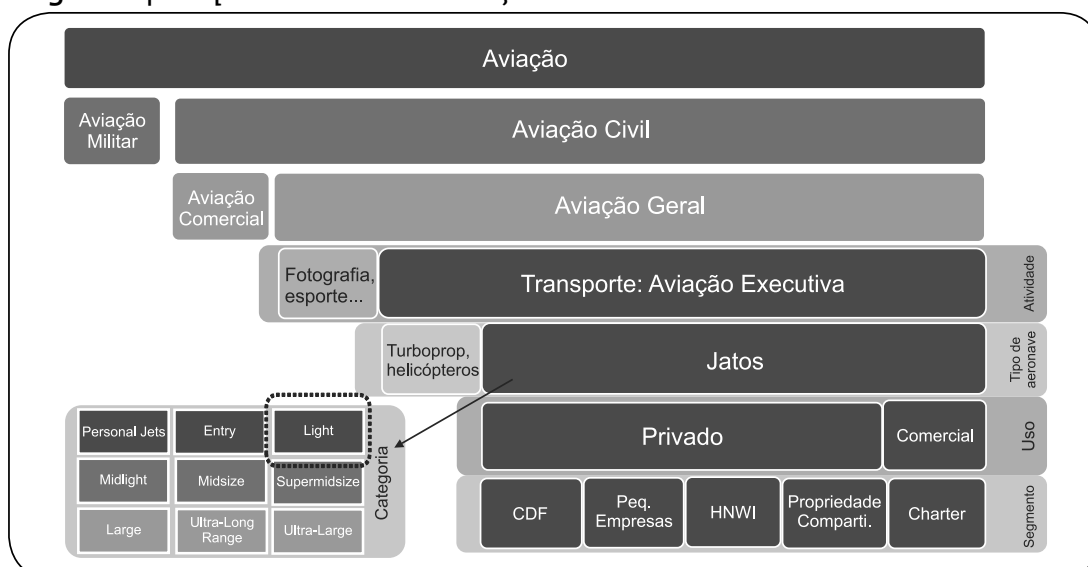 Aviação
Aviação
Militar
Aviação Civil
Aviação
Comercial
Aviação Geral
Fotografia,
esporte...
Transporte: Aviação Executiva
Atividade
Turboprop,
helicópteros
Jatos
Tipo de
aeronave
Personal Jets
Entry
Light
Midlight
Midsize
Supermidsize
Large
Ultra-Long
Range
Ultra-Large
Categoria
Privado
Comercial
Uso
CDF
Peq.
Empresas
HNWI
Propriedade
Comparti.
Charter
Segmento